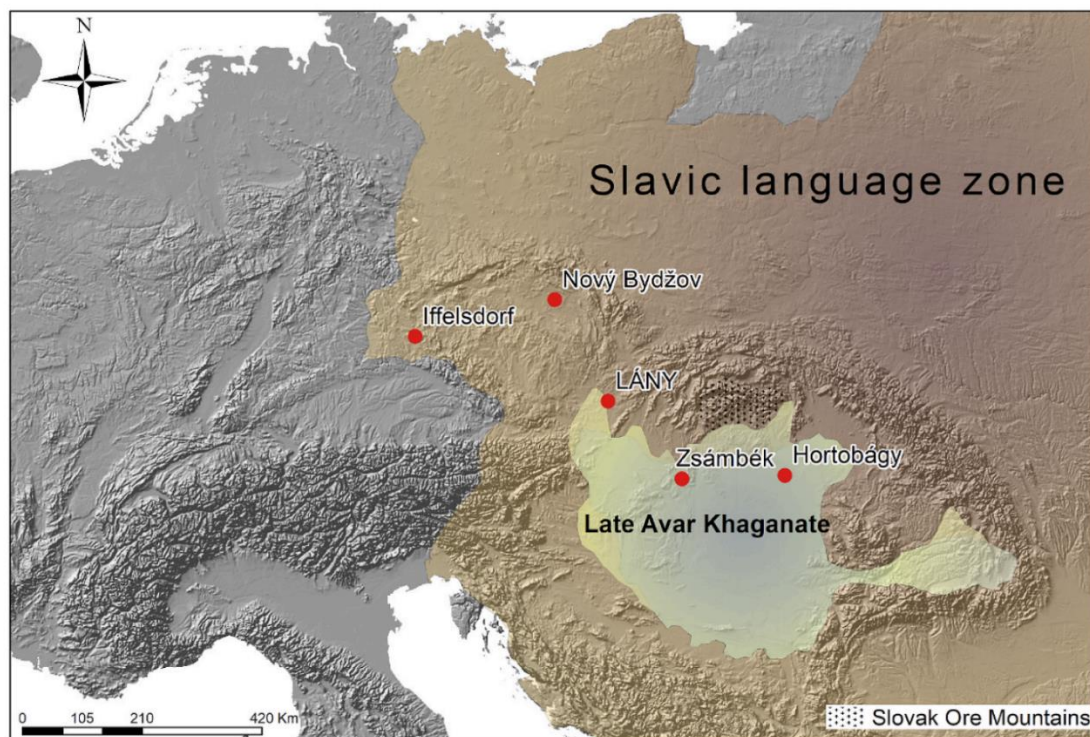 N
Slavic language zone
Nový Bydžov
Iffelsdorf
LÁNY
Zsámbék
Hortobágy
Late Avar Khaganate
0 105 210 420 Km
Slovak Ore Mountains